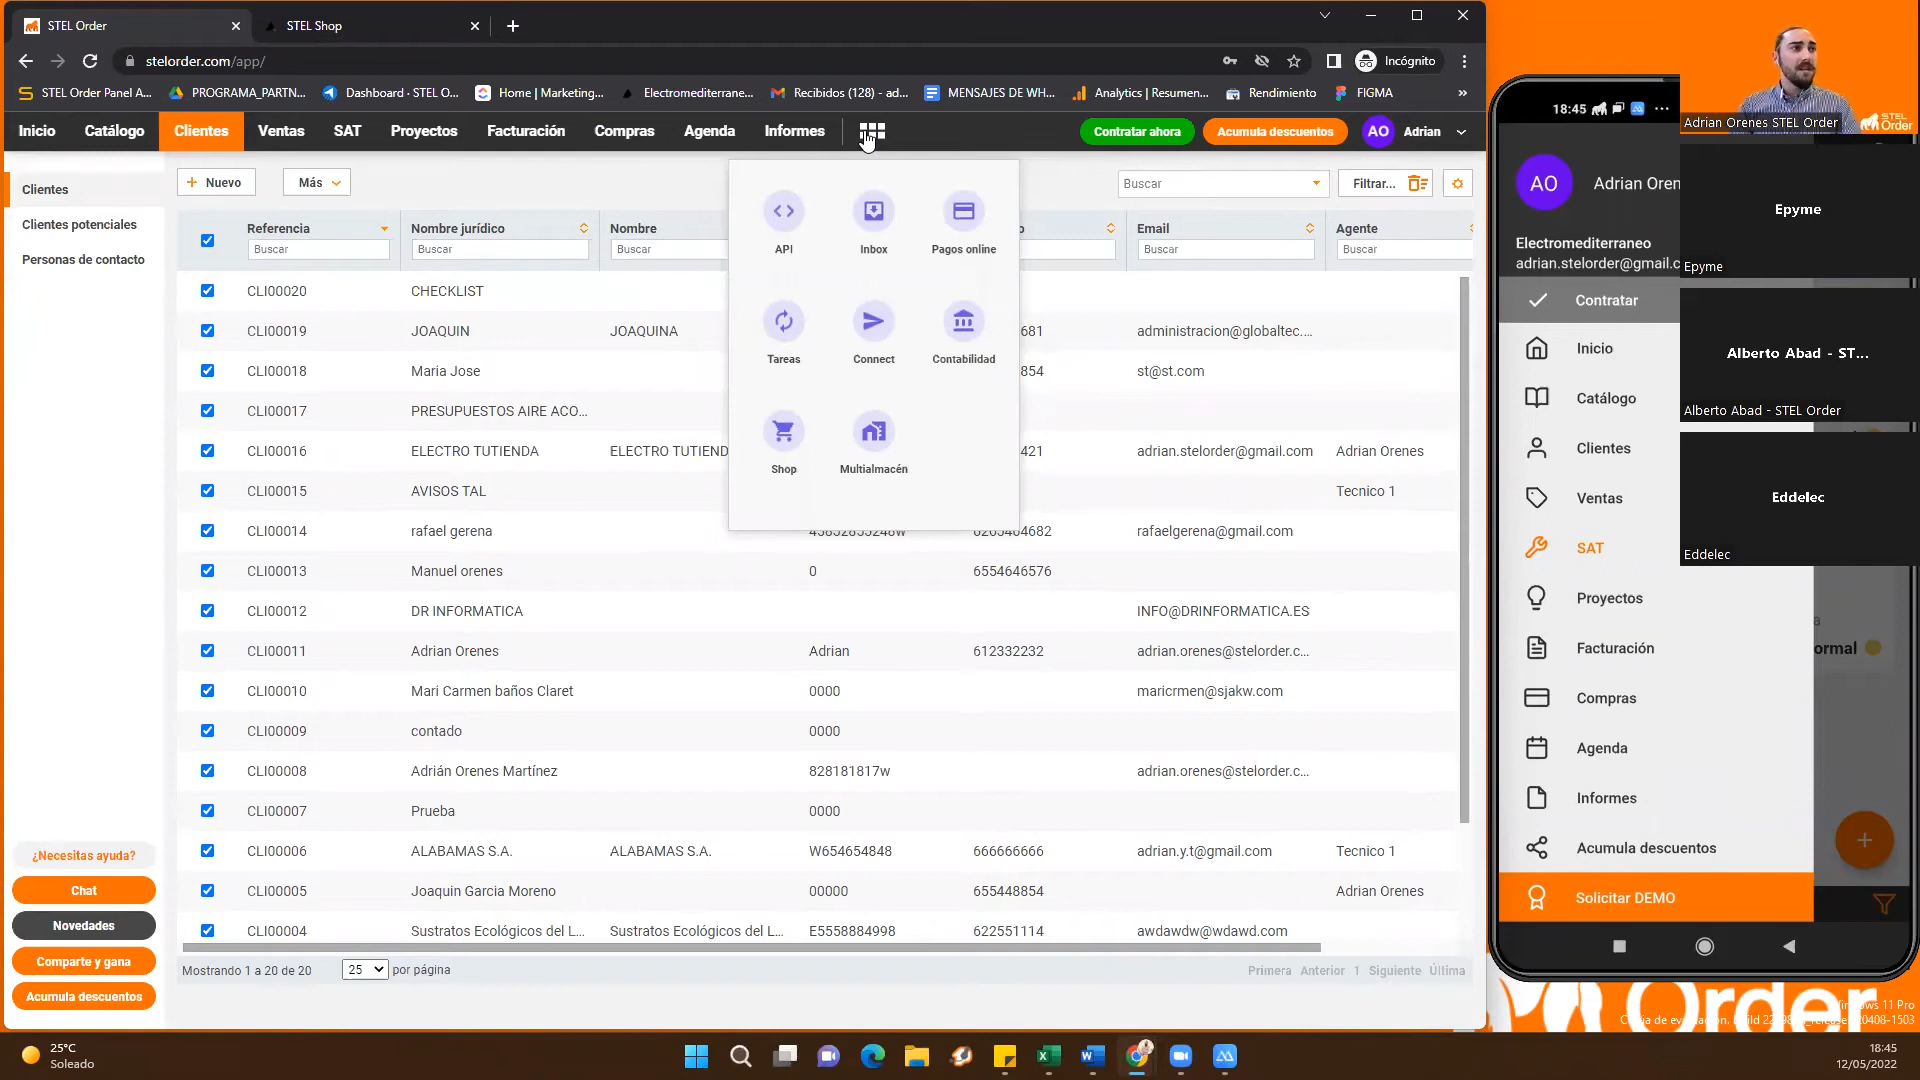 STEL Order
STEL Shop
stelorder.com/app/
Incógnito
STEL Order Panel A...
PROGRAMA_PARTN...
Dashboard · STEL O...
Home | Marketing...
Electromediterrane...
Recibidos (128) - ad...
MENSAJES DE WH...
Analytics | Resumen...
Rendimiento
FIGMA
Inicio
Catálogo
Clientes
Ventas
SAT
Proyectos
Facturación
Compras
Agenda
Informes
Contratar ahora
Acumula descuentos
AO
Adrian
Clientes
Clientes potenciales
Personas de contacto
+ Nuevo
Más
Buscar
Filtrar...
Referencia
Nombre jurídico
Nombre
Email
Agente
Buscar
Buscar
Buscar
Buscar
Buscar
API
Inbox
Pagos online
Tareas
Connect
Contabilidad
Shop
Multialmacén
CLI00020 CHECKLIST
CLI00019 JOAQUIN JOAQUINA 681 administracion@globaltec....
CLI00018 Maria Jose 854 st@st.com
CLI00017 PRESUPUESTOS AIRE ACO...
CLI00016 ELECTRO TUTIENDA ELECTRO TUTIEND 421 adrian.stelorder@gmail.com Adrian Orenes
CLI00015 AVISOS TAL Tecnico 1
CLI00014 rafael gerena rafaelgerena@gmail.com
CLI00013 Manuel orenes 0 6554646576
CLI00012 DR INFORMATICA INFO@DRINFORMATICA.ES
CLI00011 Adrian Orenes Adrian 612332232 adrian.orenes@stelorder.c...
CLI00010 Mari Carmen baños Claret 0000 maricrmen@sjakw.com
CLI00009 contado 0000
CLI00008 Adrián Orenes Martínez 828181817w adrian.orenes@stelorder.c...
CLI00007 Prueba 0000
CLI00006 ALABAMAS S.A. ALABAMAS S.A. W654654848 666666666 adrian.y.t@gmail.com Tecnico 1
CLI00005 Joaquin Garcia Moreno 00000 655448854 Adrian Orenes
CLI00004 Sustratos Ecológicos del L... Sustratos Ecológicos del L... E5558884998 622551114 awdawdw@wdawd.com
Mostrando 1 a 20 de 20
25
por página
Primera Anterior 1 Siguiente Última
¿Necesitas ayuda?
Chat
Novedades
Comparte y gana
Acumula descuentos
18:45
AO
Adrian Oren
Electromediterraneo
adrian.stelorder@gmail.c
Contratar
Inicio
Catálogo
Clientes
Ventas
SAT
Proyectos
Facturación
Compras
Agenda
Informes
Acumula descuentos
Solicitar DEMO
ormal
Adrian Orenes STEL Order
STEL
Order
Epyme
Epyme
Alberto Abad - ST...
Alberto Abad - STEL Order
Eddelec
Eddelec
Order
25°C
Soleado
18:45
12/05/2022